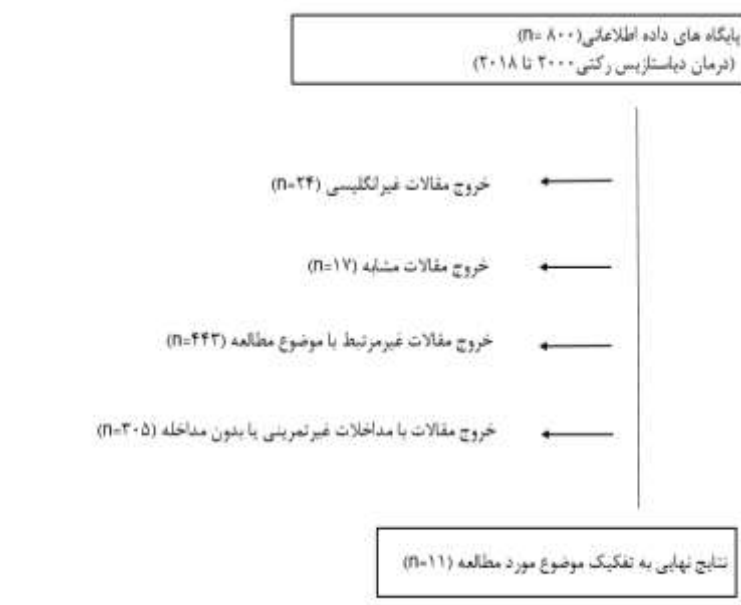 پایگاه های داده اطلاعاتی(n= ۸۰۰)
(درمان دیاستازیس رکتی۲۰۰۰ تا ۲۰۱۸)
خروج مقالات غیرانگلیسی (n=۲۴)
خروج مقالات مشابه (n=۱۷)
خروج مقالات غیرمرتبط با موضوع مطالعه (n=۴۴۳)
خروج مقالات با مداخلات غیرتمرینی یا بدون مداخله (n=۳۰۵)
نتایج نهایی به تفکیک موضوع مورد مطالعه (n=۱۱)